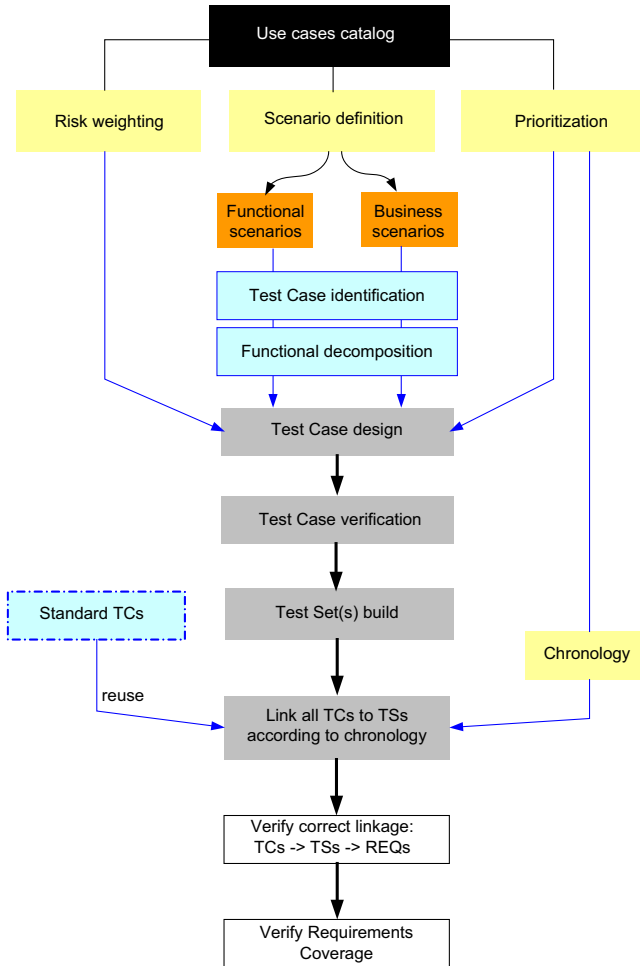 Use cases catalog
Risk weighting
Scenario definition
Prioritization
Functional
scenarios
Business
scenarios
Test Case identification
Functional decomposition
Test Case design
Test Case verification
Standard TCs
Test Set(s) build
Chronology
reuse
Link all TCs to TSs
according to chronology
Verify correct linkage:
TCs -> TSs -> REQs
Verify Requirements
Coverage